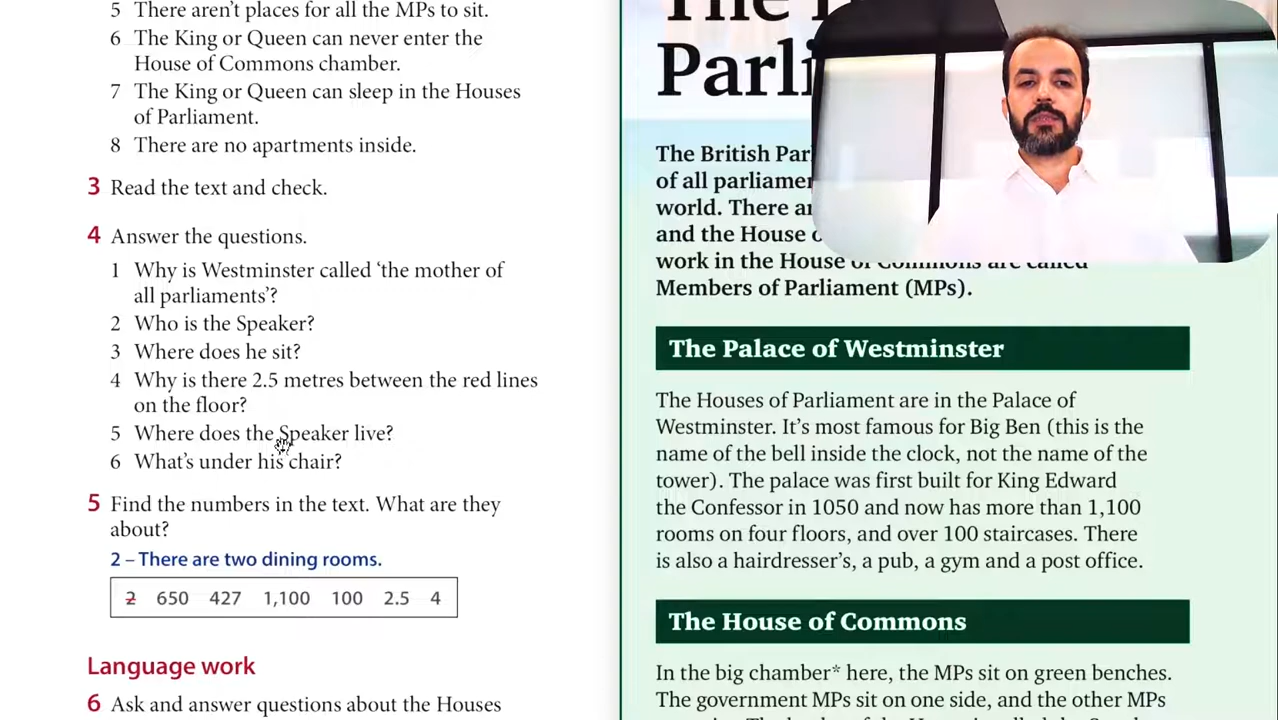 5 There aren't places for all the MPs to sit.
6 The King or Queen can never enter the
House of Commons chamber.
7 The King or Queen can sleep in the Houses
of Parliament.
8 There are no apartments inside.
3 Read the text and check.
4 Answer the questions.
1 Why is Westminster called ‘the mother of
all parliaments’?
2 Who is the Speaker?
3 Where does he sit?
4 Why is there 2.5 metres between the red lines
on the floor?
5 Where does the Speaker live?
6 What's under his chair?
5 Find the numbers in the text. What are they
about?
2 – There are two dining rooms.
2 650 427 1,100 100 2.5 4
Language work
6 Ask and answer questions about the Houses
The
Parli
The British Par
of all parliamen
world. There ar
and the House o
work in the House of Commons are called
Members of Parliament (MPs).
The Palace of Westminster
The Houses of Parliament are in the Palace of
Westminster. It's most famous for Big Ben (this is the
name of the bell inside the clock, not the name of the
tower). The palace was first built for King Edward
the Confessor in 1050 and now has more than 1,100
rooms on four floors, and over 100 staircases. There
is also a hairdresser's, a pub, a gym and a post office.
The House of Commons
In the big chamber* here, the MPs sit on green benches.
The government MPs sit on one side, and the other MPs